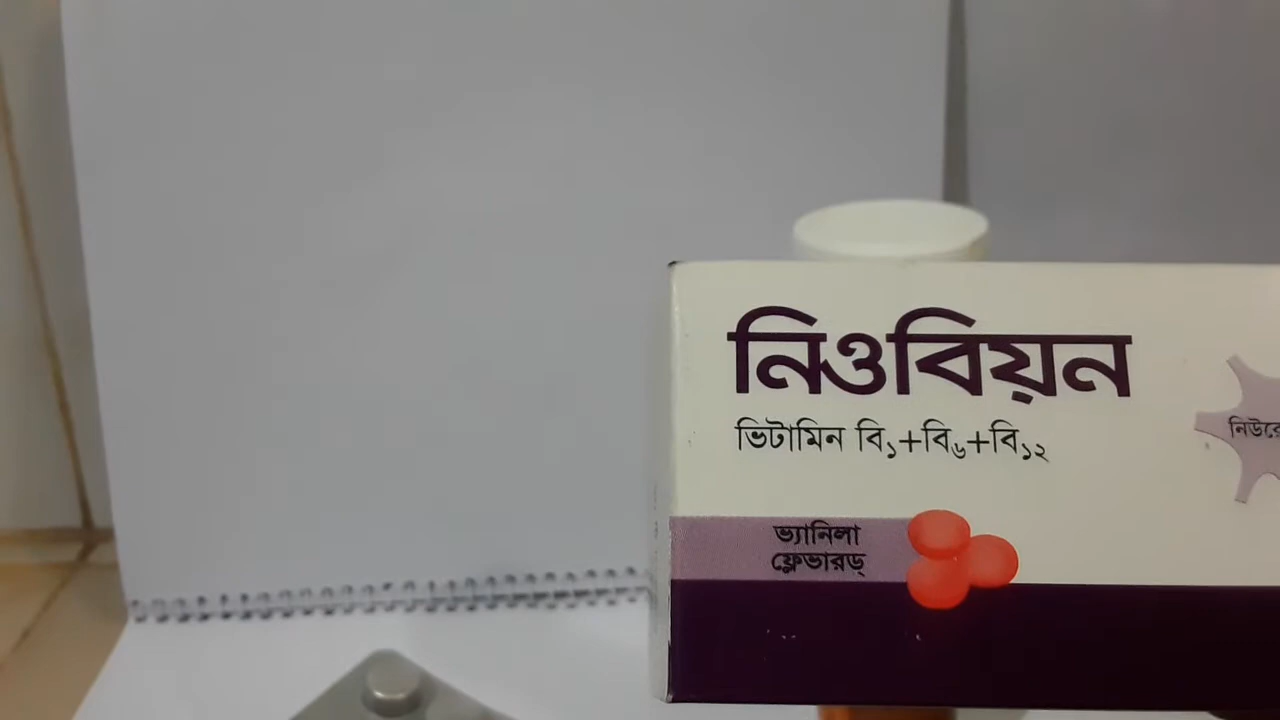 নিওবিয়ন
ভিটামিন বি১+বি৬+বি১২
ভ্যানিলা
ফ্লেভারড্